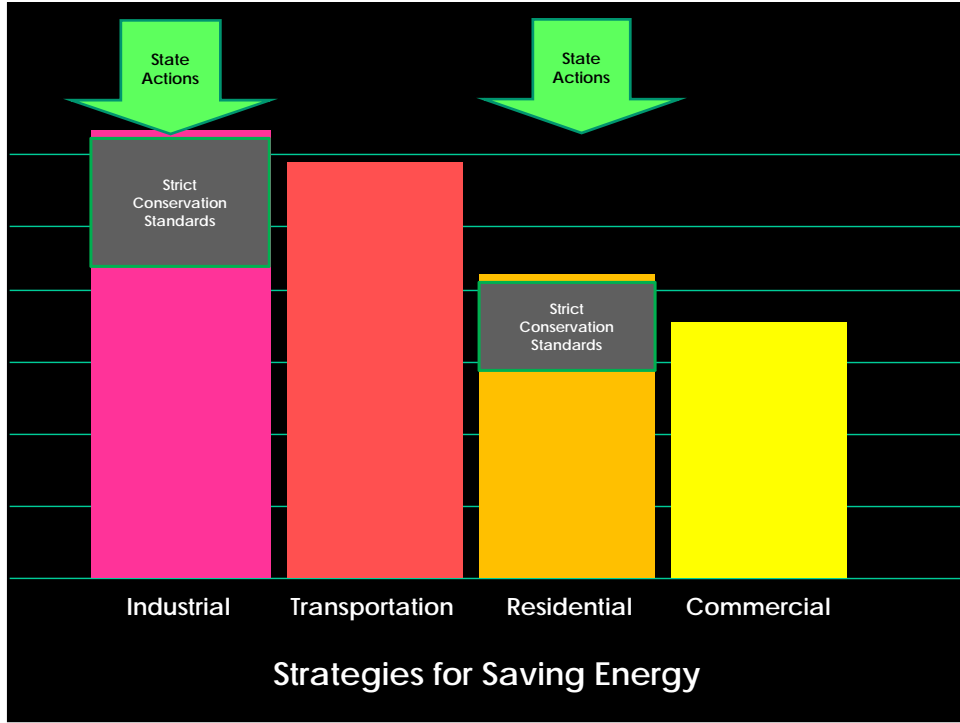 State
Actions
State
Actions
Strict
Conservation
Standards
Strict
Conservation
Standards
Industrial
Transportation
Residential
Commercial
Strategies for Saving Energy